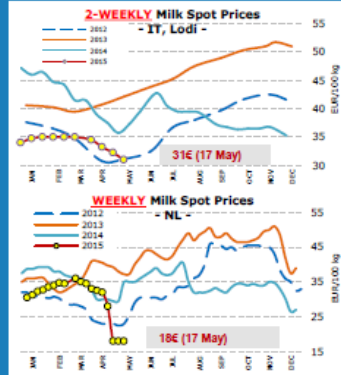 2-WEEKLY Milk Spot Prices
- IT, Lodi -
2012
2013
2014
2015
55
50
45
40
35
30
EUR/100 kg
31€ (17 May)
JAN
FEB
MAR
APR
MAY
JUN
JUL
AUG
SEP
OCT
NOV
DEC
WEEKLY Milk Spot Prices
- NL -
2012
2013
2014
2015
55
45
35
25
15
EUR/100 kg
18€ (17 May)
JAN
FEB
MAR
APR
MAY
JUN
JUL
AUG
SEP
OCT
NOV
DEC